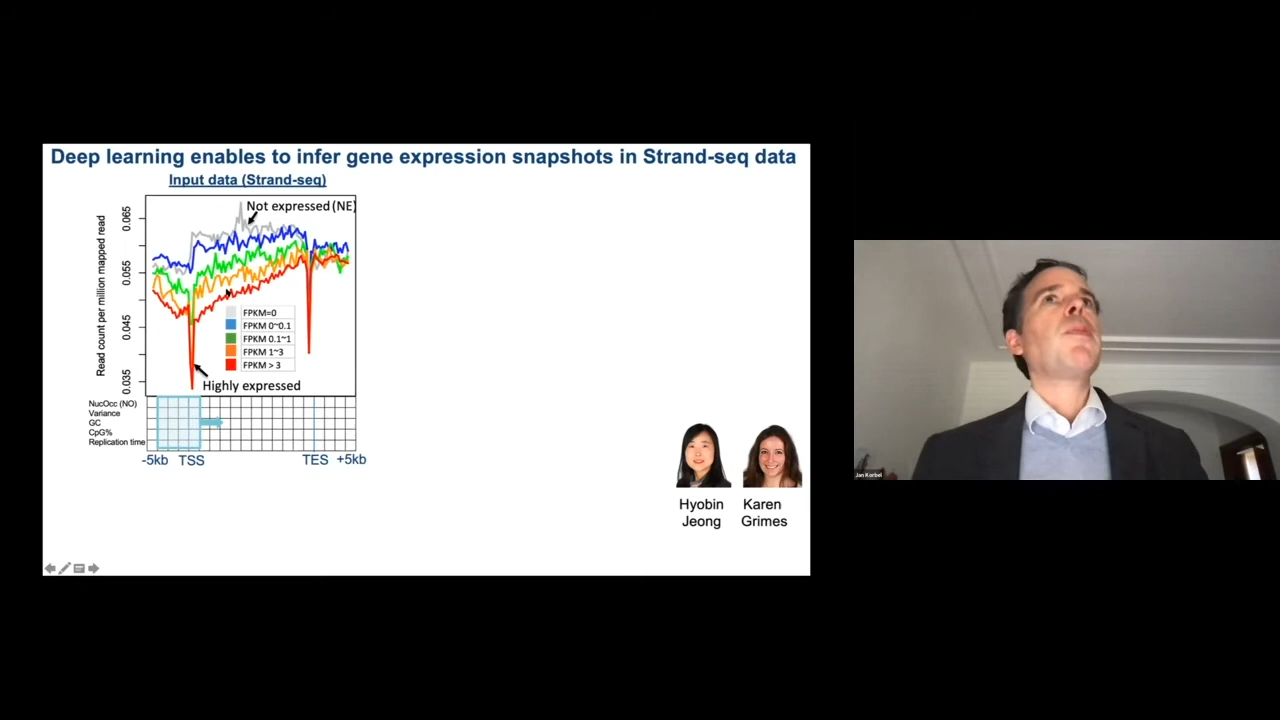 Deep learning enables to infer gene expression snapshots in Strand-seq data
Input data (Strand-seq)
Not expressed (NE)
Read count per million mapped read
0.065
0.055
0.045
0.035
FPKM=0
FPKM 0~0.1
FPKM 0.1~1
FPKM 1~3
FPKM > 3
Highly expressed
NucOcc (NO)
Variance
GC
CpG%
Replication time
-5kb TSS TES +5kb
Hyobin Jeong
Karen Grimes
Jan Korbel